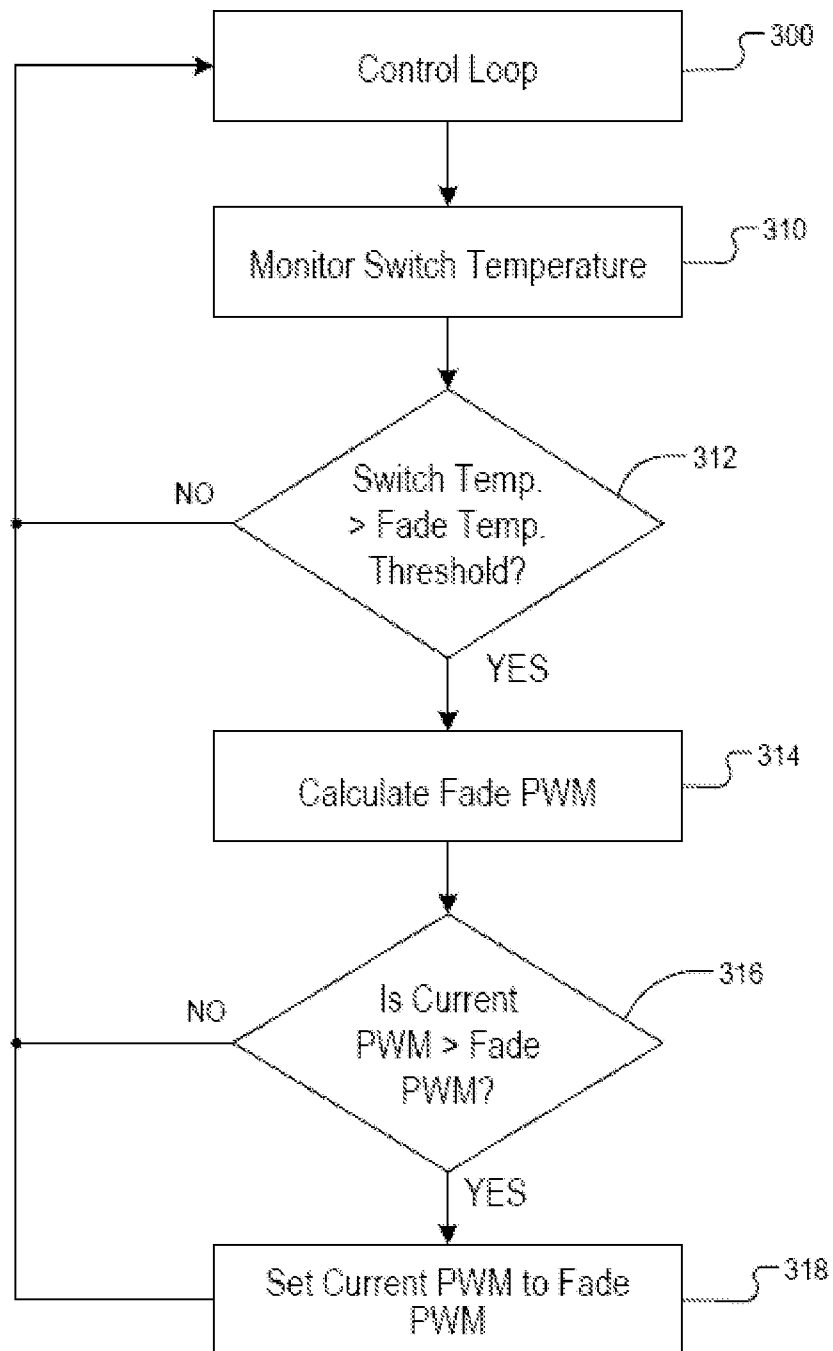 Control Loop
300
Monitor Switch Temperature
310
Switch Temp.
> Fade Temp.
Threshold?
312
NO
YES
Calculate Fade PWM
314
Is Current
PWM > Fade
PWM?
316
NO
YES
Set Current PWM to Fade
PWM
318